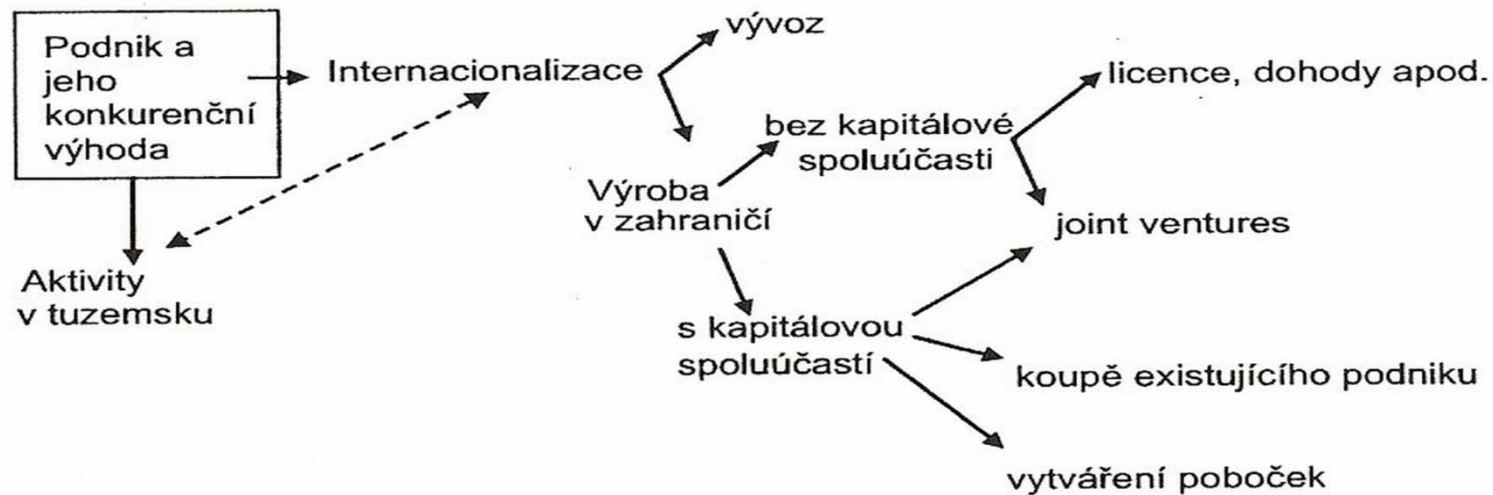 Podnik a
jeho
konkurenční
výhoda
Internacionalizace
vývoz
licence, dohody apod.
bez kapitálové
spoluúčasti
Výroba
v zahraničí
joint ventures
Aktivity
v tuzemsku
s kapitálovou
spoluúčastí
koupě existujícího podniku
vytváření poboček